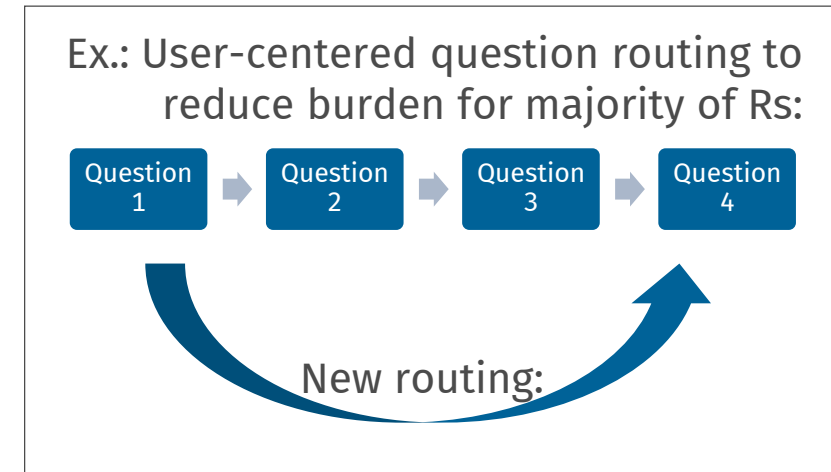 Ex.: User-centered question routing to
reduce burden for majority of Rs:
Question
1
Question
2
Question
3
Question
4
New routing: